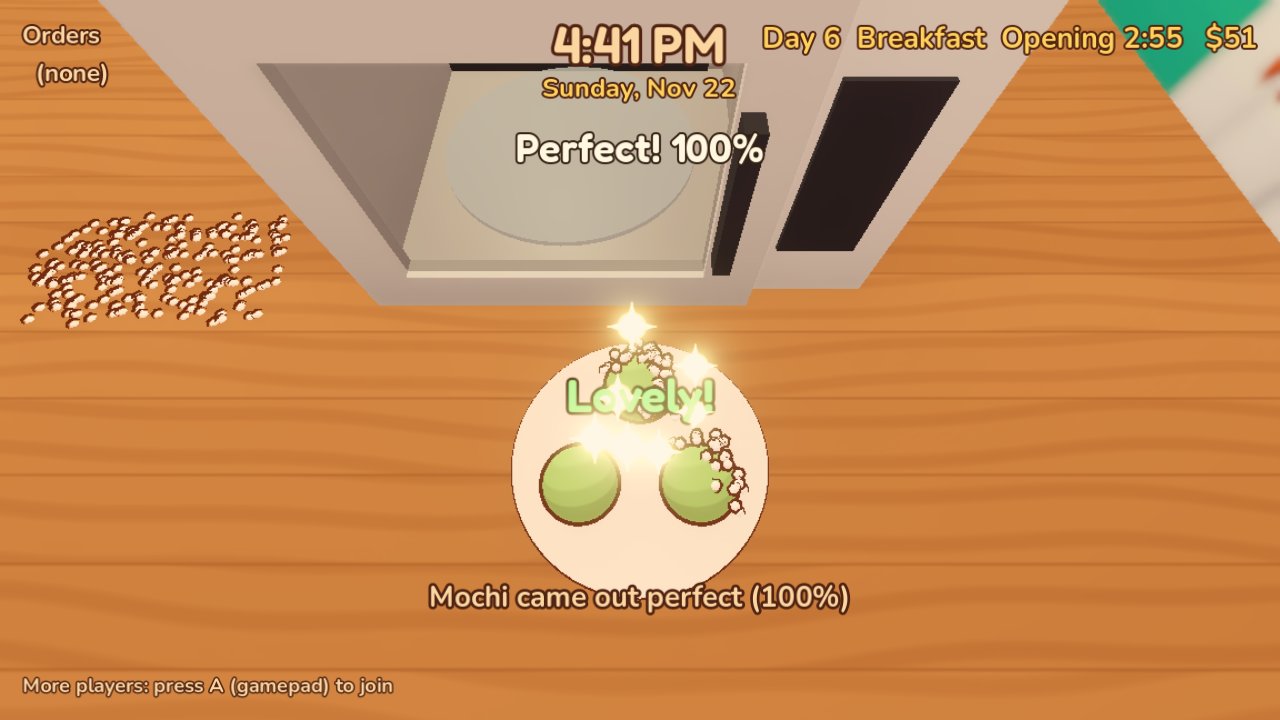 Orders
(none)
4:41 PM
Sunday, Nov 22
Day 6 Breakfast Opening 2:55 $51
Perfect! 100%
Lovely!
Mochi came out perfect (100%)
More players: press A (gamepad) to join